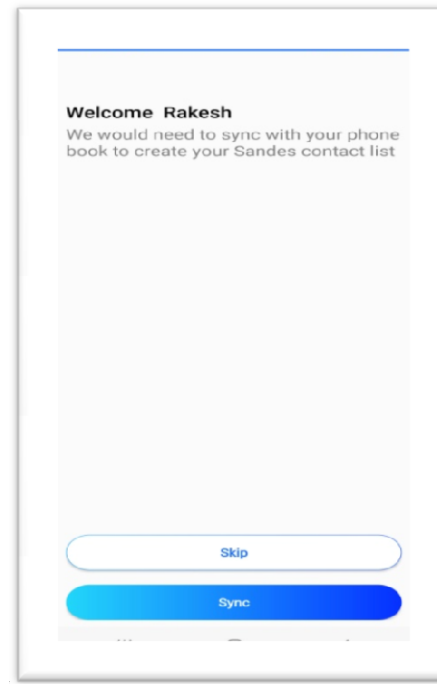 Welcome Rakesh
We would need to sync with your phone
book to create your Sandes contact list
Skip
Sync